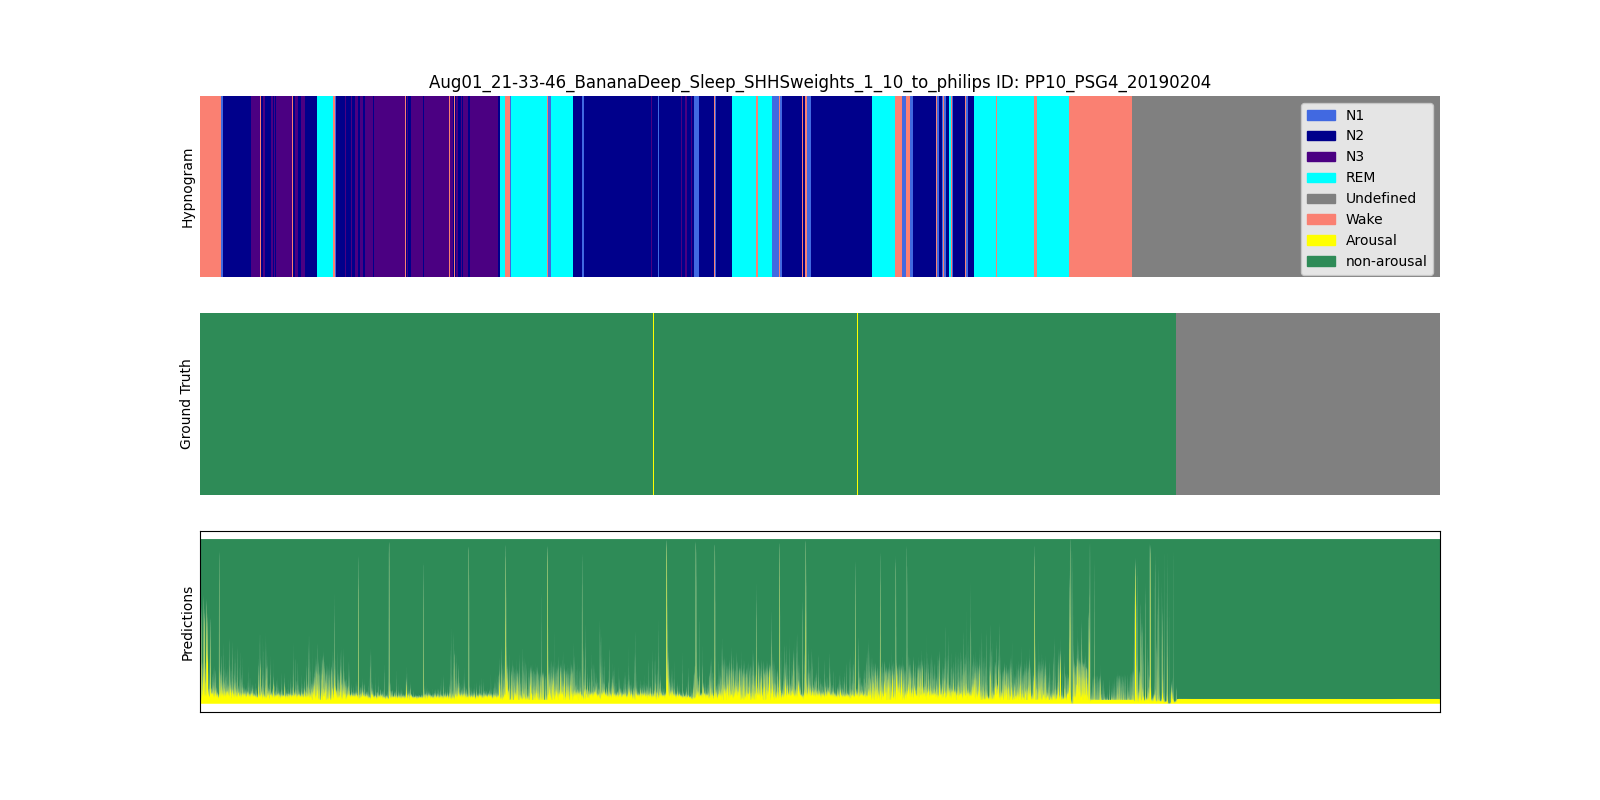 Aug01_21-33-46_BananaDeep_Sleep_SHHSweights_1_10_to_philips ID: PP10_PSG4_20190204
Hypnogram
N1
N2
N3
REM
Undefined
Wake
Arousal
non-arousal
Ground Truth
Predictions